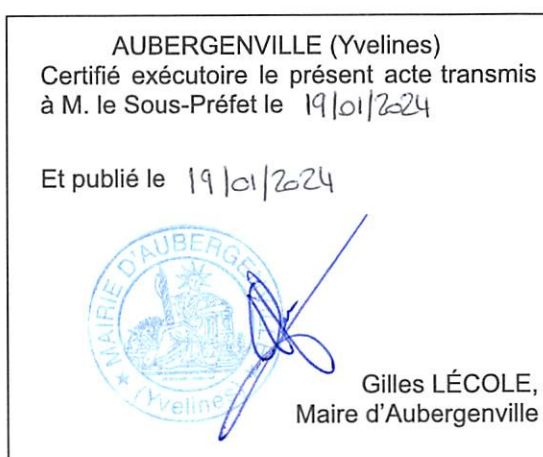 AUBERGENVILLE (Yvelines)
Certifié exécutoire le présent acte transmis
à M. le Sous-Préfet le 19/01/2024
Et publié le 19/01/2024
MAIRIE D'AUBERGENVILLE
★ (Yvelines) ★
Gilles LÉCOLE,
Maire d'Aubergenville